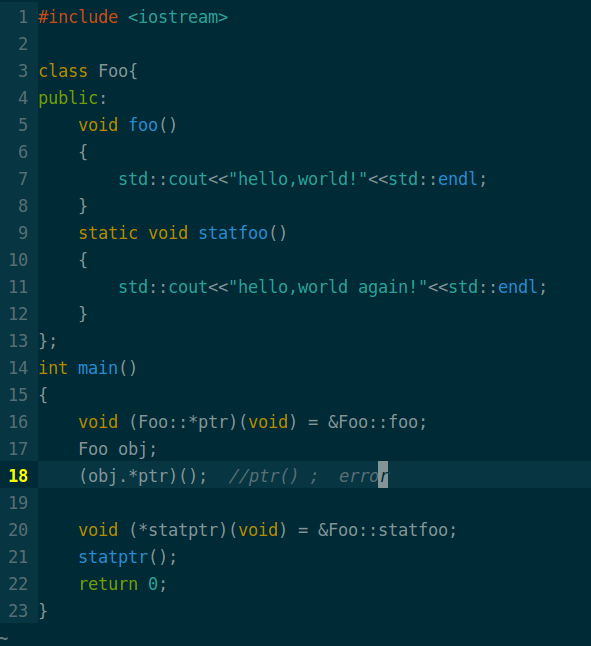 1 #include <iostream>
2
3 class Foo{
4 public:
5     void foo()
6     {
7         std::cout<<"hello,world!"<<std::endl;
8     }
9     static void statfoo()
10     {
11         std::cout<<"hello,world again!"<<std::endl;
12     }
13 };
14 int main()
15 {
16     void (Foo::*ptr)(void) = &Foo::foo;
17     Foo obj;
18     (obj.*ptr)();  //ptr() ;  error
19
20     void (*statptr)(void) = &Foo::statfoo;
21     statptr();
22     return 0;
23 }
~